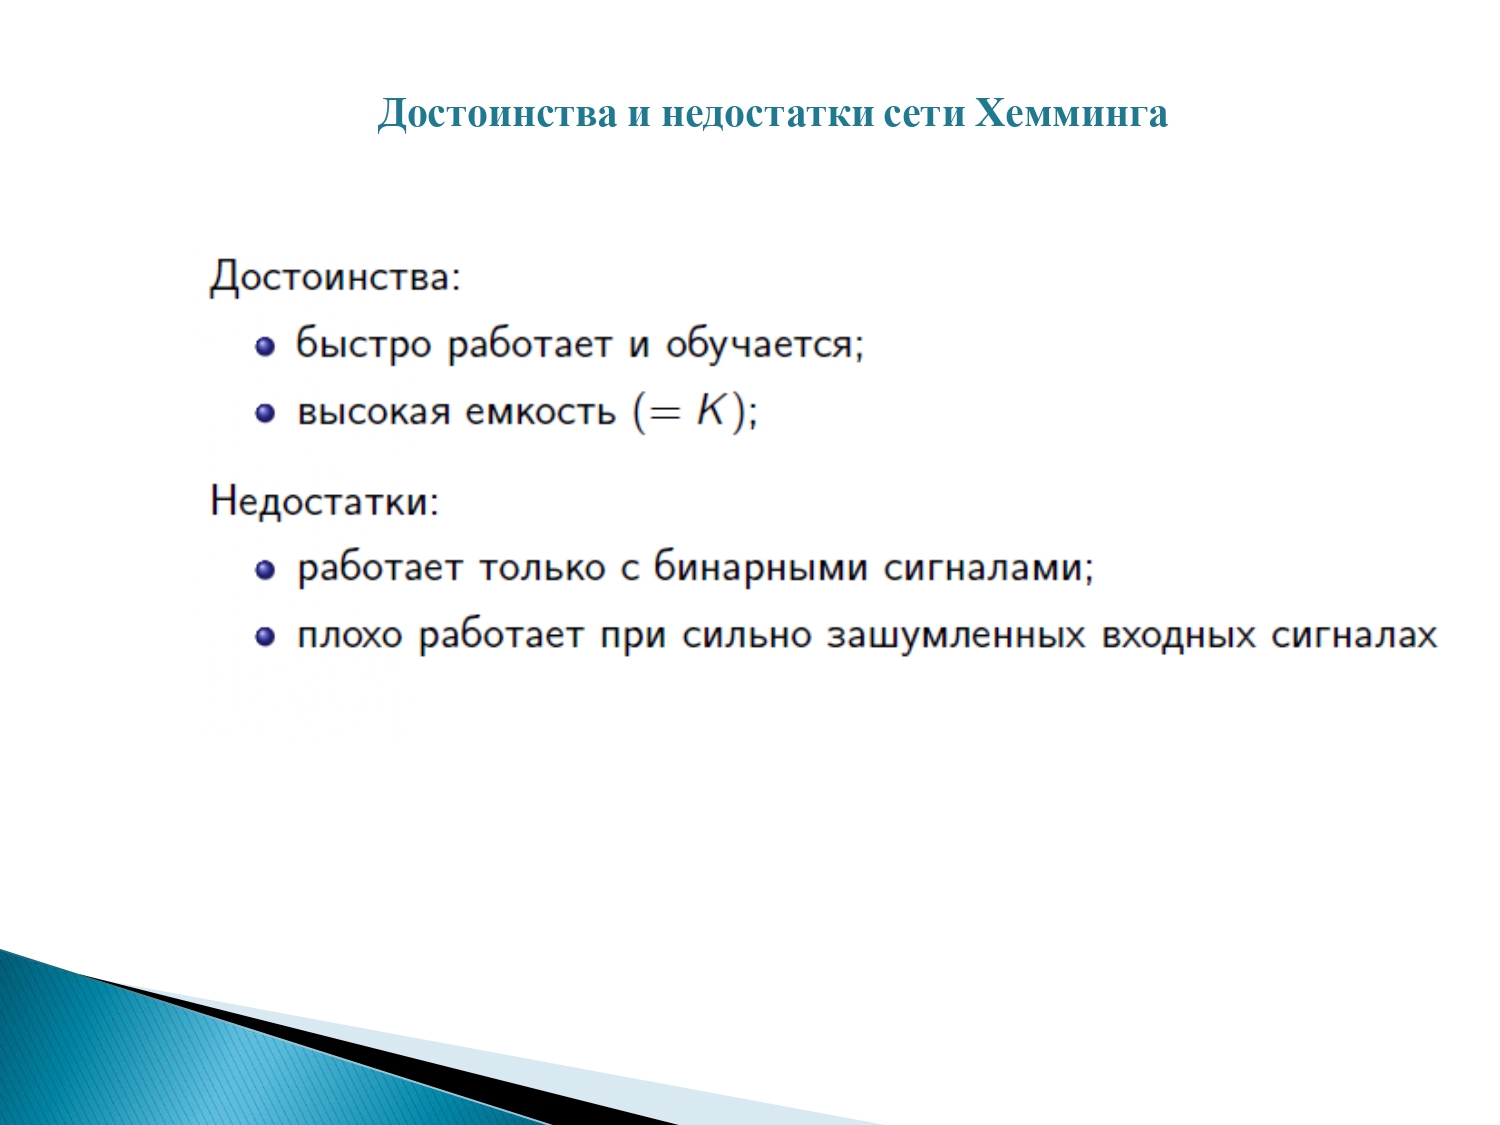 Достоинства и недостатки сети Хемминга
Достоинства:
быстро работает и обучается;
высокая емкость (= K);
Недостатки:
работает только с бинарными сигналами;
плохо работает при сильно зашумленных входных сигналах